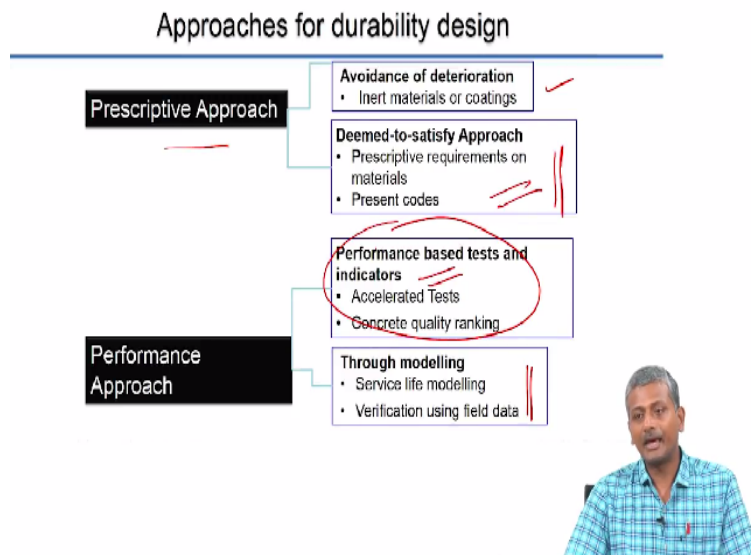 Approaches for durability design
Prescriptive Approach
Avoidance of deterioration
• Inert materials or coatings
Deemed-to-satisfy Approach
• Prescriptive requirements on
materials
• Present codes
Performance
Approach
Performance based tests and
indicators
• Accelerated Tests
• Concrete quality ranking
Through modelling
• Service life modelling
• Verification using field data